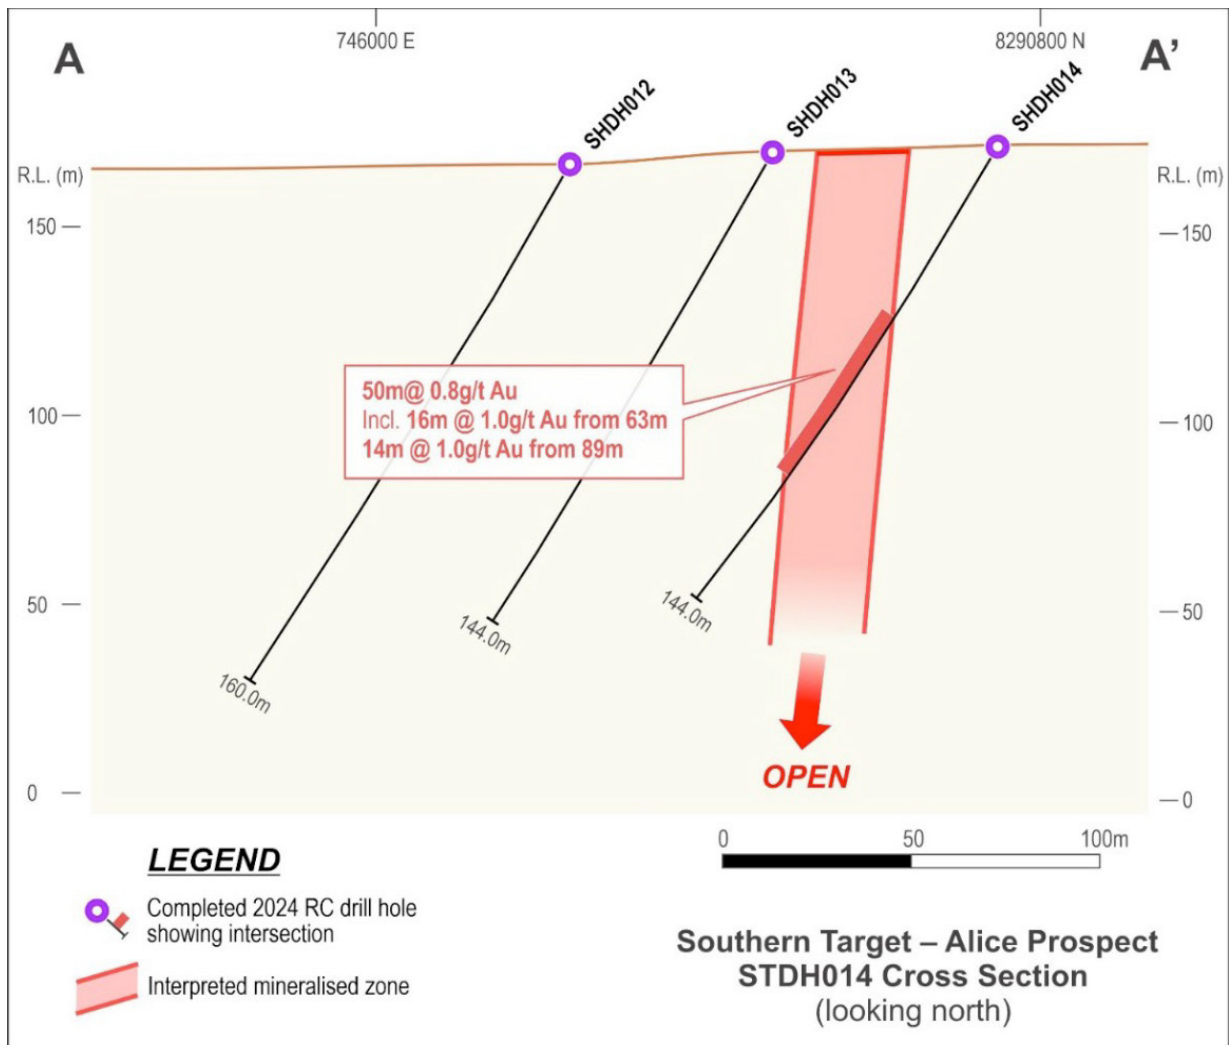 A
746000 E
8290800 N
A'
SHDH012
SHDH013
SHDH014
R.L. (m)
R.L. (m)
150
150
50m@ 0.8g/t Au
Incl. 16m @ 1.0g/t Au from 63m
14m @ 1.0g/t Au from 89m
100
100
50
50
144.0m
144.0m
160.0m
OPEN
0
0
LEGEND
Completed 2024 RC drill hole
showing intersection
Interpreted mineralised zone
0 50 100m
Southern Target – Alice Prospect
STDH014 Cross Section
(looking north)